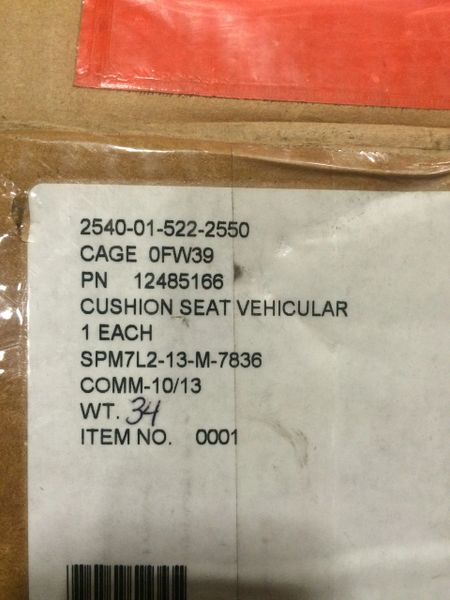 2540-01-522-2550
CAGE 0FW39
PN 12485166
CUSHION SEAT VEHICULAR
1 EACH
SPM7L2-13-M-7836
COMM-10/13
WT. 34
ITEM NO. 0001